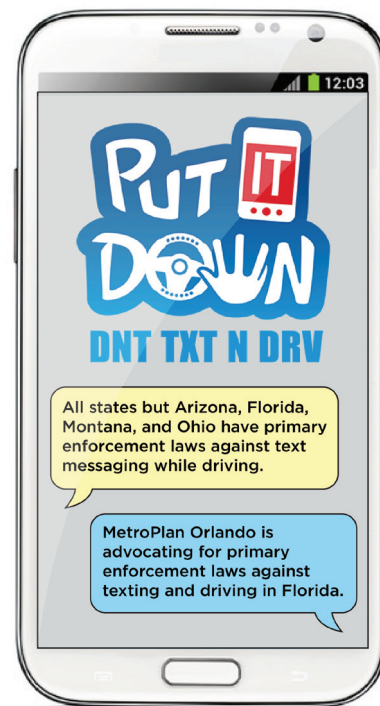 12:03
PUT IT
DOWN
DNT TXT N DRV
All states but Arizona, Florida,
Montana, and Ohio have primary
enforcement laws against text
messaging while driving.
MetroPlan Orlando is
advocating for primary
enforcement laws against
texting and driving in Florida.